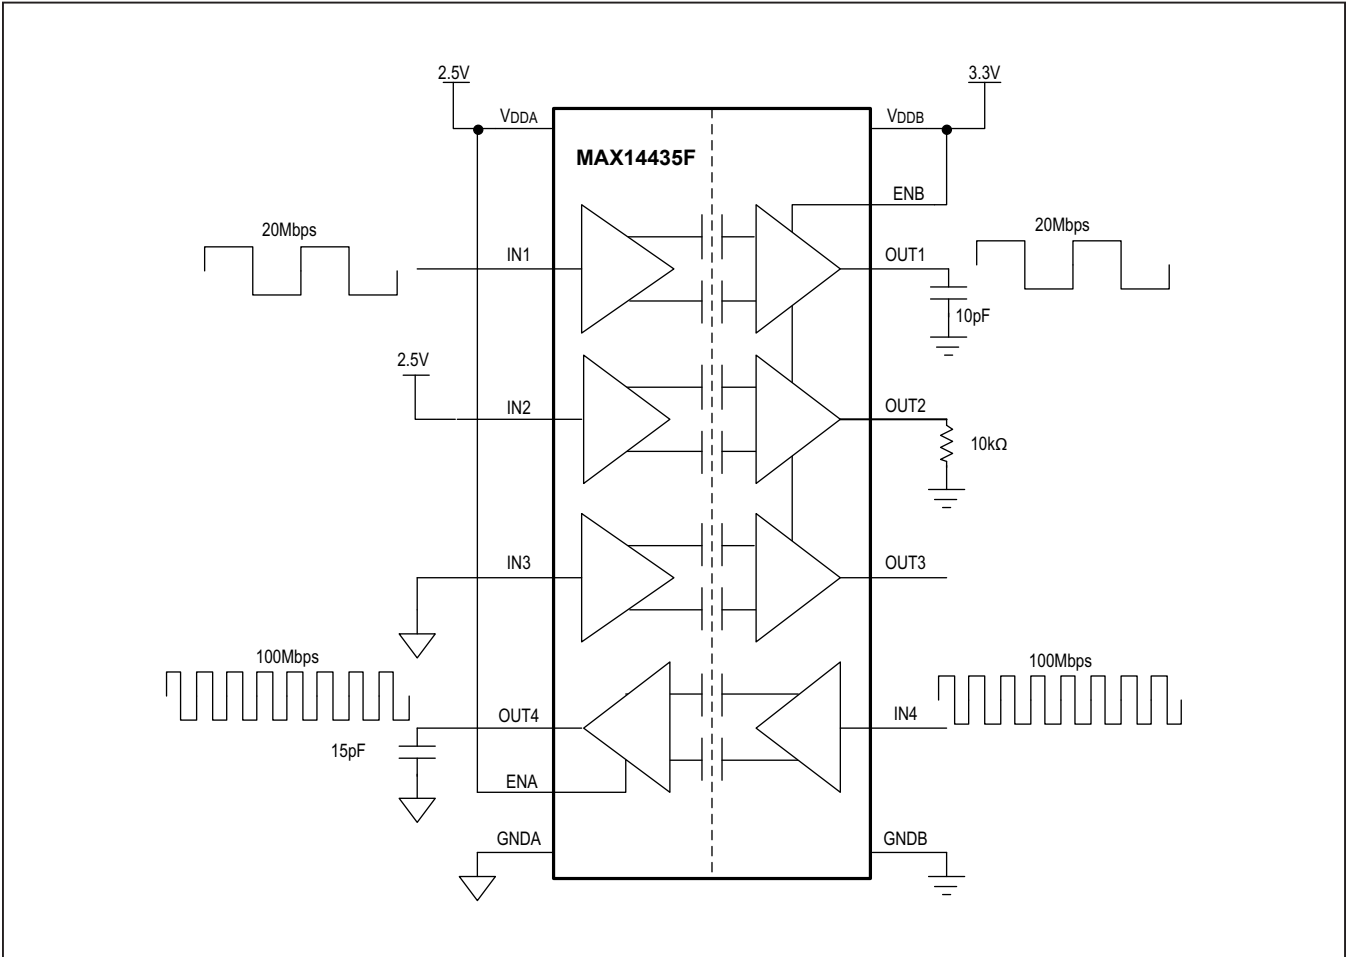 2.5V
3.3V
VDDA
VDDB
MAX14435F
ENB
20Mbps
IN1
OUT1
20Mbps
10pF
2.5V
IN2
OUT2
10kΩ
IN3
OUT3
100Mbps
100Mbps
OUT4
IN4
15pF
ENA
GNDA
GNDB